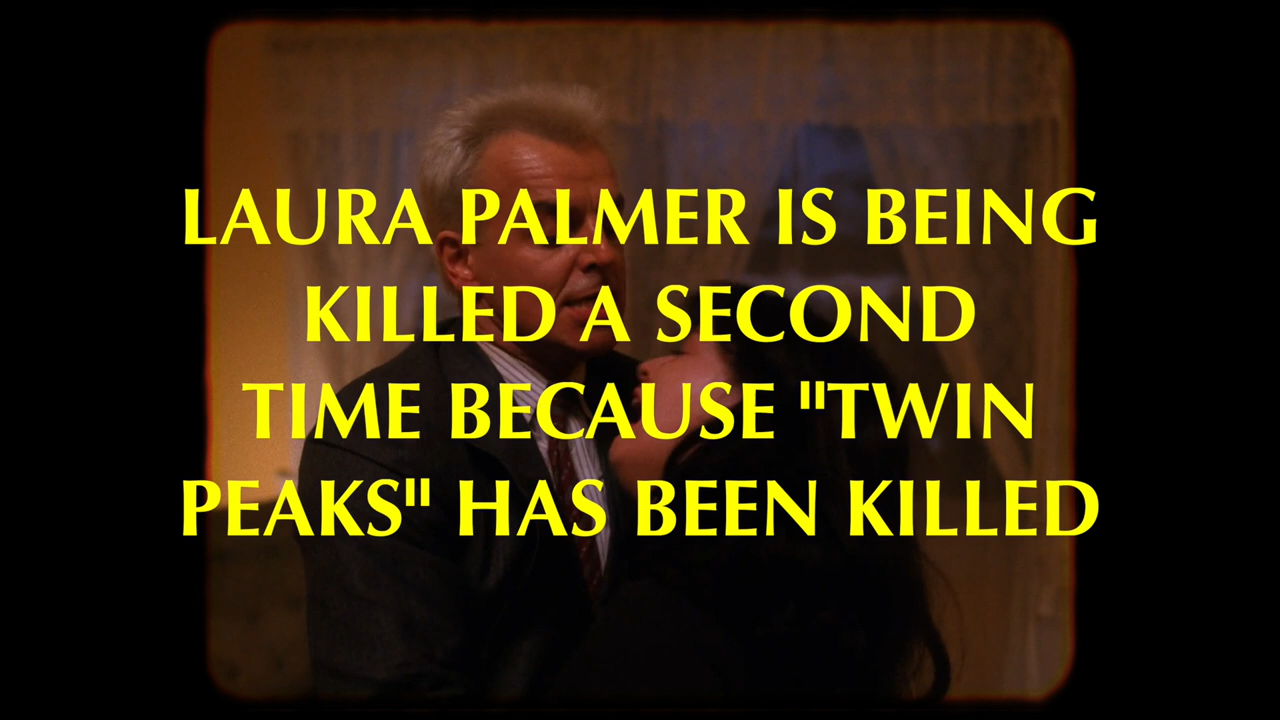 LAURA PALMER IS BEING
KILLED A SECOND
TIME BECAUSE "TWIN
PEAKS" HAS BEEN KILLED